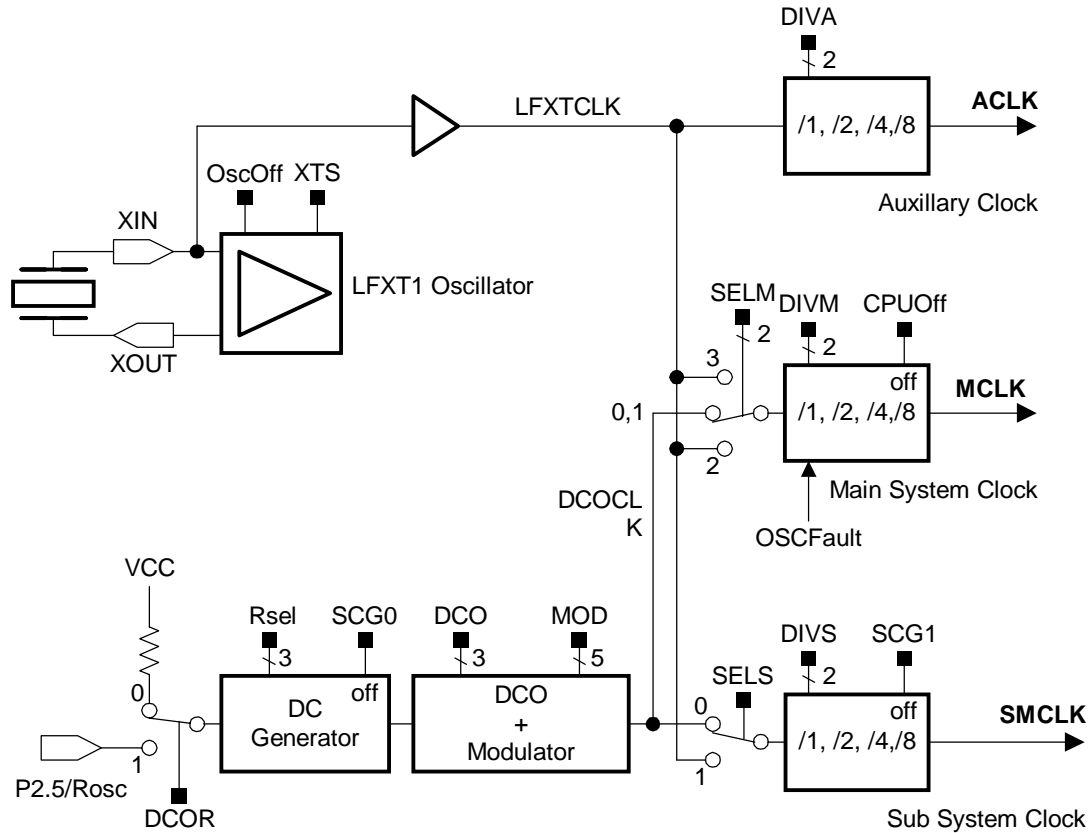 DIVA
2
LFXTCLK
ACLK
/1, /2, /4,/8
OscOff XTS
Auxillary Clock
XIN
LFXT1 Oscillator
SELM
DIVM
CPUOff
2
2
XOUT
3
off
MCLK
0,1
/1, /2, /4,/8
2
DCOCL
K
Main System Clock
OSCFault
VCC
Rsel
SCG0
DCO
MOD
DIVS
SCG1
3
3
5
2
SELS
0
off
DC
Generator
DCO
+
Modulator
0
off
SMCLK
/1, /2, /4,/8
1
1
P2.5/Rosc
DCOR
Sub System Clock